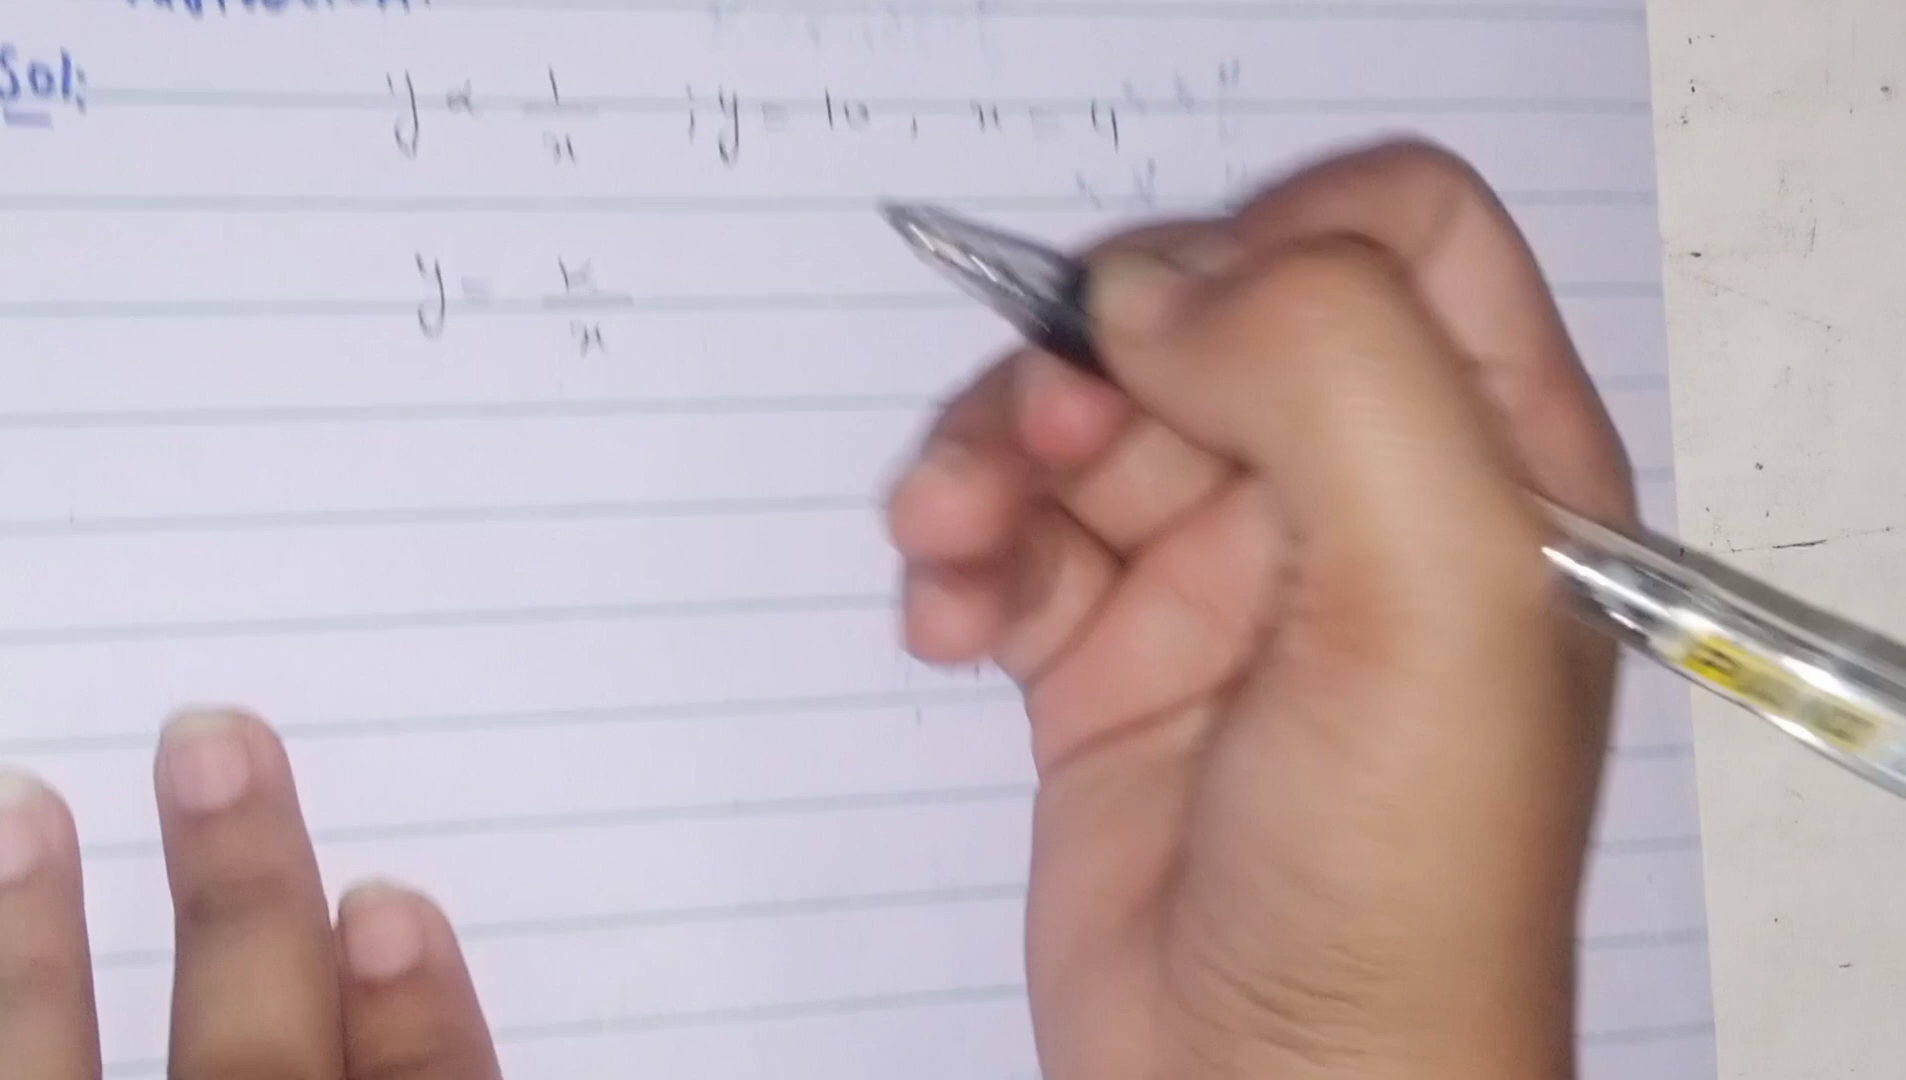 Sol:
y ∝ 1/x ; y = 10, x = 4
y = k/x